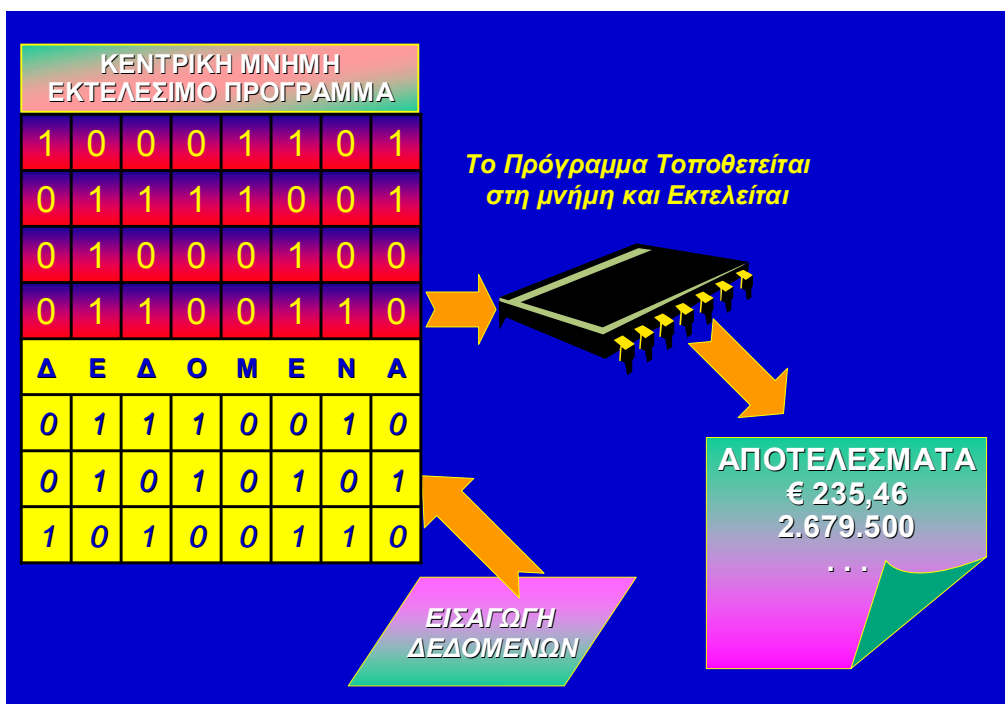 ΚΕΝΤΡΙΚΗ ΜΝΗΜΗ
ΕΚΤΕΛΕΣΙΜΟ ΠΡΟΓΡΑΜΜΑ
1 0 0 0 1 1 0 1
0 1 1 1 1 0 0 1
0 1 0 0 0 1 0 0
0 1 1 0 0 1 1 0
Δ Ε Δ Ο Μ Ε Ν Α
0 1 1 1 0 0 1 0
0 1 0 1 0 1 0 1
1 0 1 0 0 1 1 0
Το Πρόγραμμα Τοποθετείται
στη μνήμη και Εκτελείται
ΑΠΟΤΕΛΕΣΜΑΤΑ
€ 235,46
2.679.500
. . .
ΕΙΣΑΓΩΓΗ
ΔΕΔΟΜΕΝΩΝ